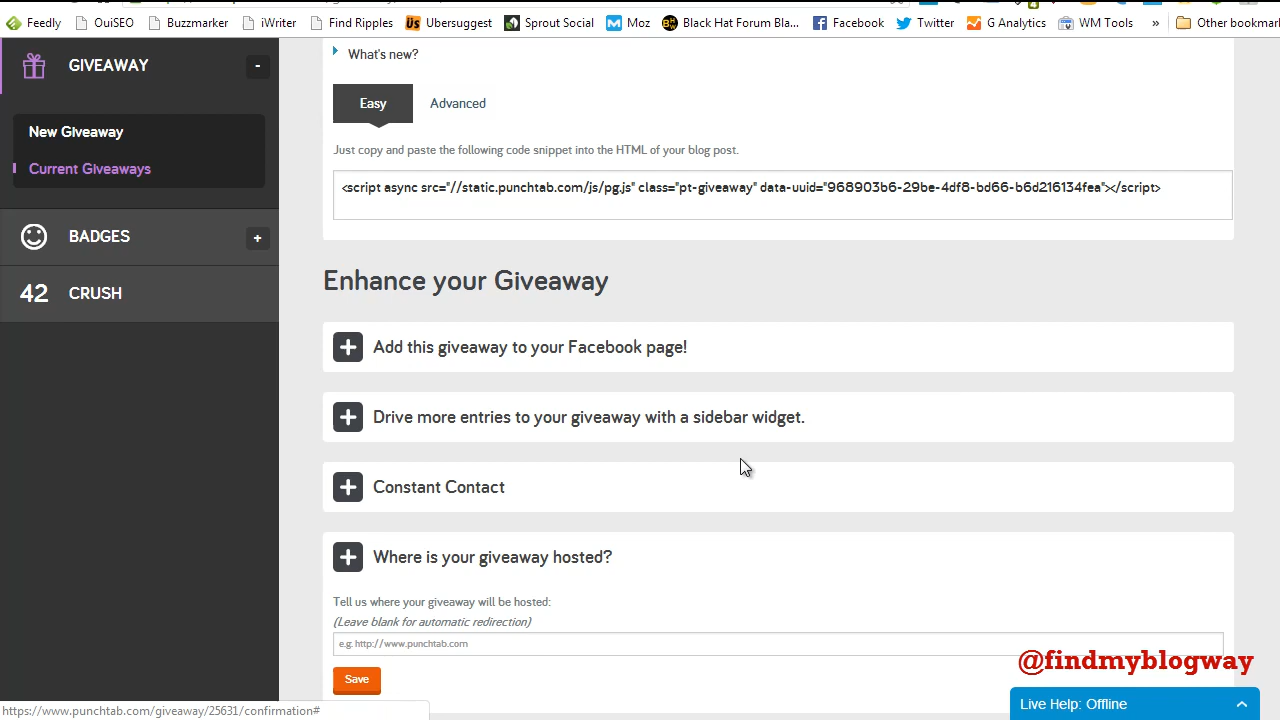 Feedly OuiSEO Buzzmarker iWriter Find Ripples Ubersuggest Sprout Social Moz Black Hat Forum Bla... Facebook Twitter G Analytics WM Tools » Other bookmar
GIVEAWAY -
New Giveaway
Current Giveaways
BADGES +
42 CRUSH
What's new?
Easy Advanced
Just copy and paste the following code snippet into the HTML of your blog post.
<script async src="//static.punchtab.com/js/pg.js" class="pt-giveaway" data-uuid="968903b6-29be-4df8-bd66-b6d216134fea"></script>
Enhance your Giveaway
Add this giveaway to your Facebook page!
Drive more entries to your giveaway with a sidebar widget.
Constant Contact
Where is your giveaway hosted?
Tell us where your giveaway will be hosted:
(Leave blank for automatic redirection)
e.g. http://www.punchtab.com
@findmyblogway
Save
Live Help: Offline
https://www.punchtab.com/giveaway/25631/confirmation#